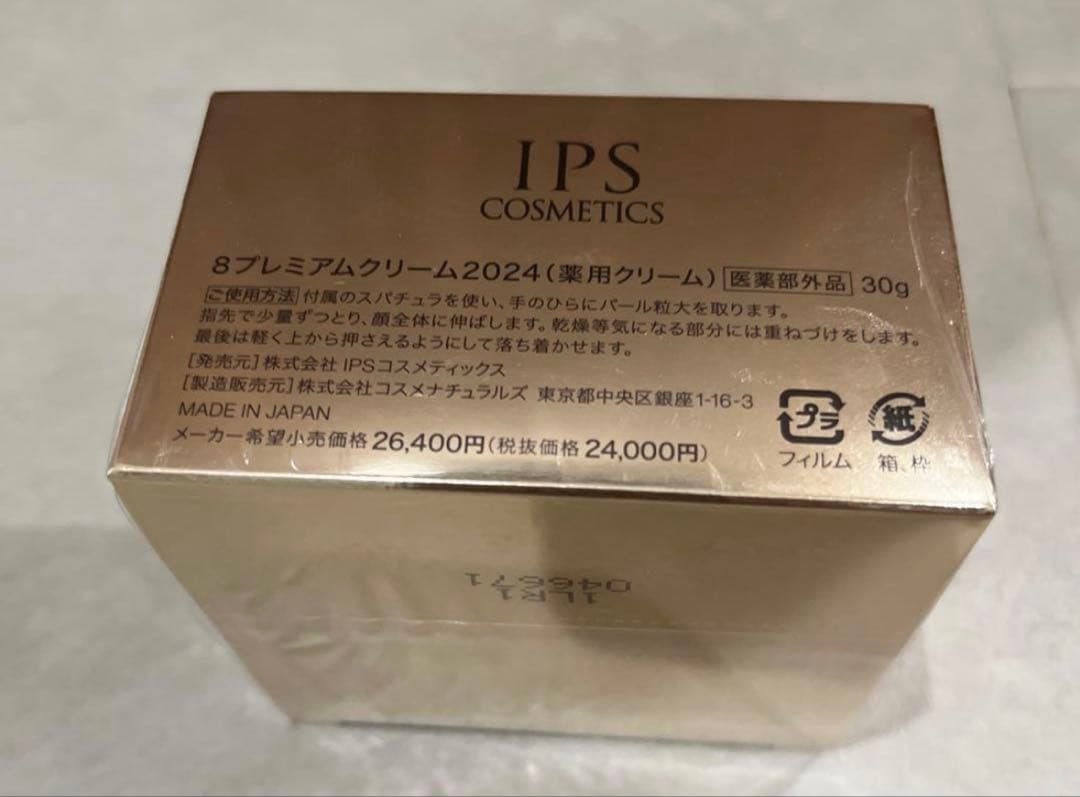 IPS
COSMETICS
8プレミアムクリーム2024(薬用クリーム) 医薬部外品 30g
ご使用方法 付属のスパチュラを使い、手のひらにパール粒大を取ります。
指先で少量ずつとり、顔全体に伸ばします。乾燥等気になる部分には重ねづけをします。
最後は軽く上から押さえるようにして落ち着かせます。
[発売元]株式会社 IPSコスメティックス
[製造販売元]株式会社コスメナチュラルズ 東京都中央区銀座1-16-3
MADE IN JAPAN
メーカー希望小売価格 26,400円(税抜価格 24,000円)
プラ
フィルム
紙
箱、枠
1LR1